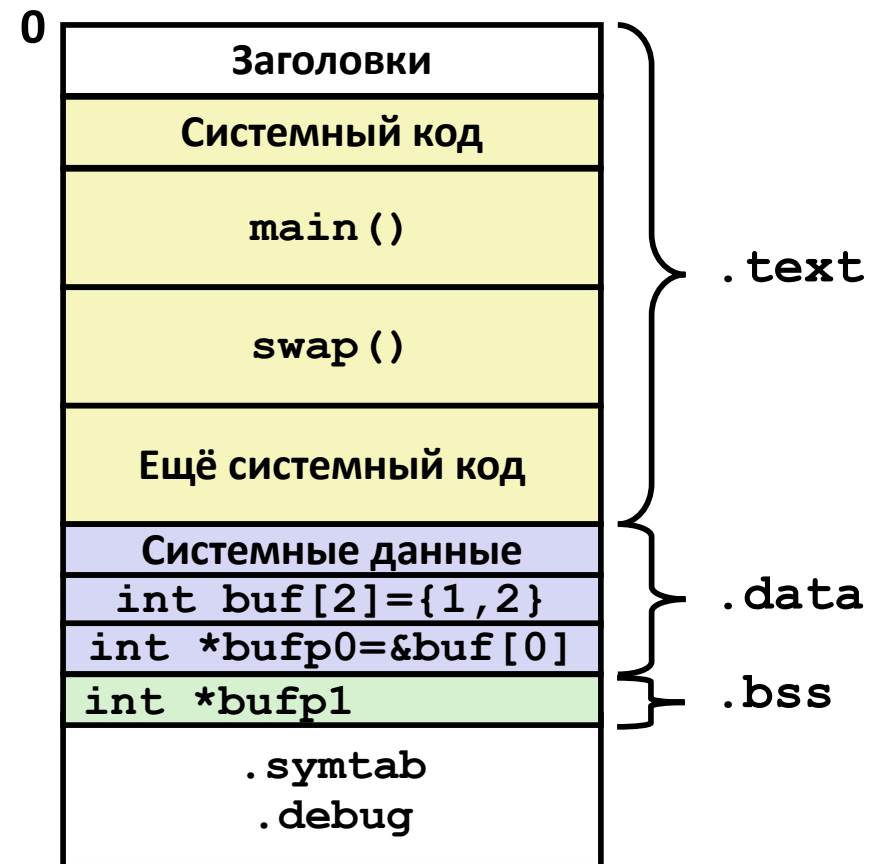 0
Заголовки
Системный код
main()
.text
swap()
Ещё системный код
Системные данные
int buf[2]={1,2}
.data
int *bufp0=&buf[0]
int *bufp1
.bss
.symtab
.debug